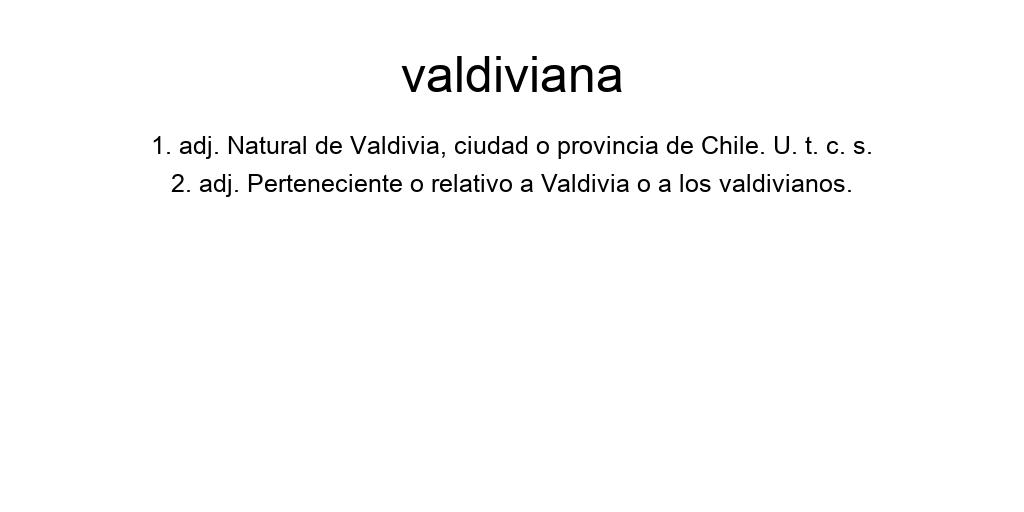 valdiviana
1. adj. Natural de Valdivia, ciudad o provincia de Chile. U. t. c. s.
2. adj. Perteneciente o relativo a Valdivia o a los valdivianos.